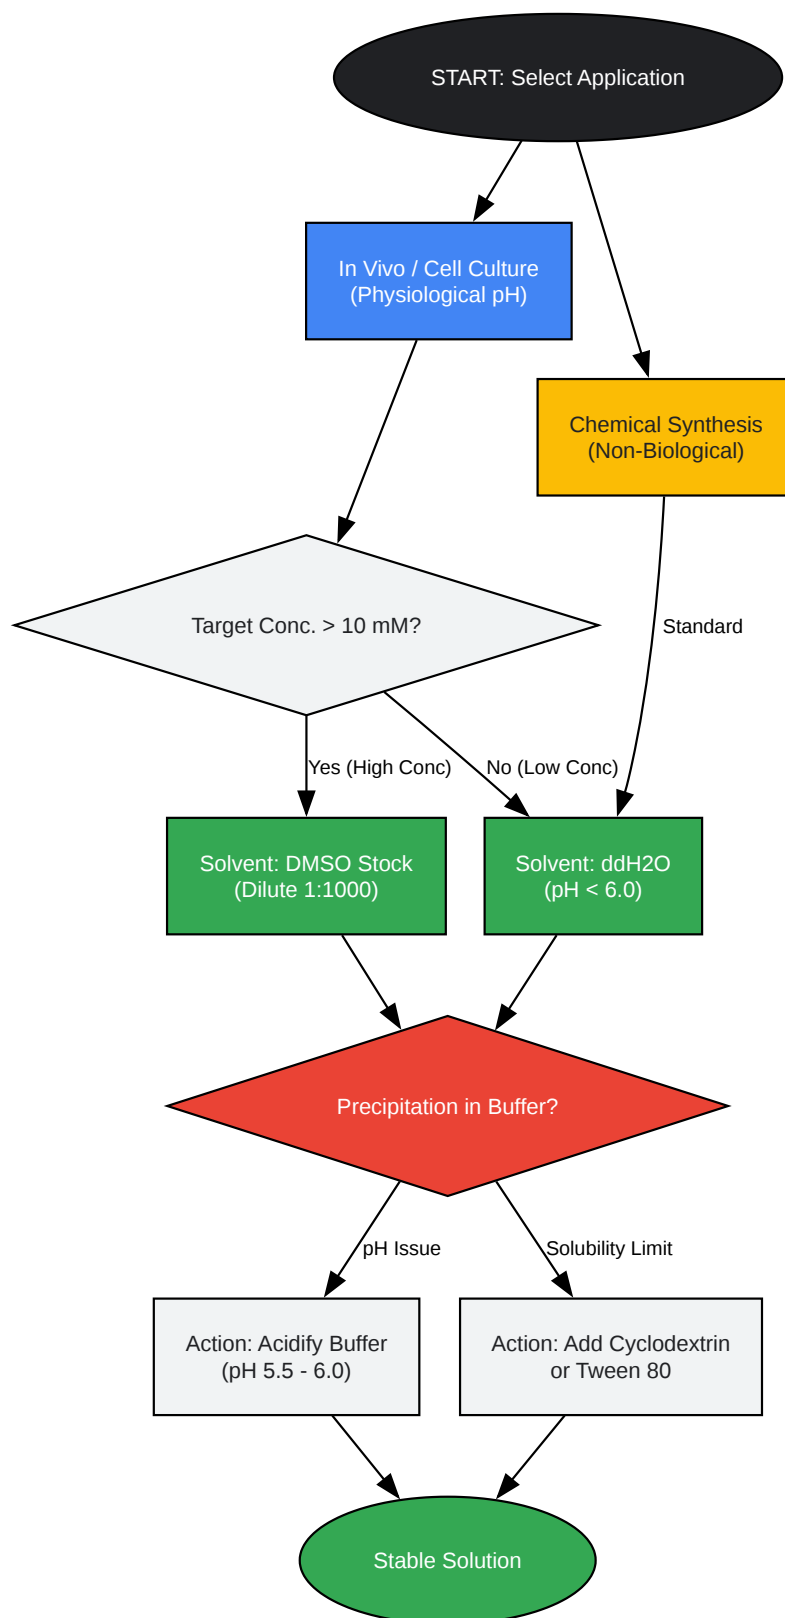 START: Select Application
In Vivo / Cell Culture
(Physiological pH)
Chemical Synthesis
(Non-Biological)
Target Conc. > 10 mM?
Standard
Yes (High Conc)
No (Low Conc)
Solvent: DMSO Stock
(Dilute 1:1000)
Solvent: ddH2O
(pH < 6.0)
Precipitation in Buffer?
pH Issue
Solubility Limit
Action: Acidify Buffer
(pH 5.5 - 6.0)
Action: Add Cyclodextrin
or Tween 80
Stable Solution